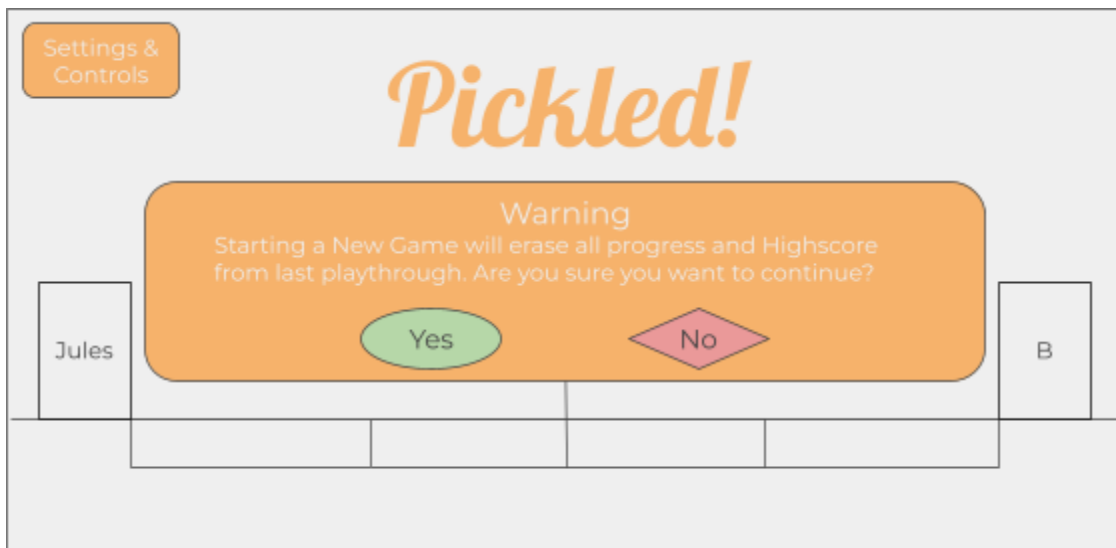 Settings &
Controls
Pickled!
Warning
Starting a New Game will erase all progress and Highscore
from last playthrough. Are you sure you want to continue?
Yes
No
Jules
B